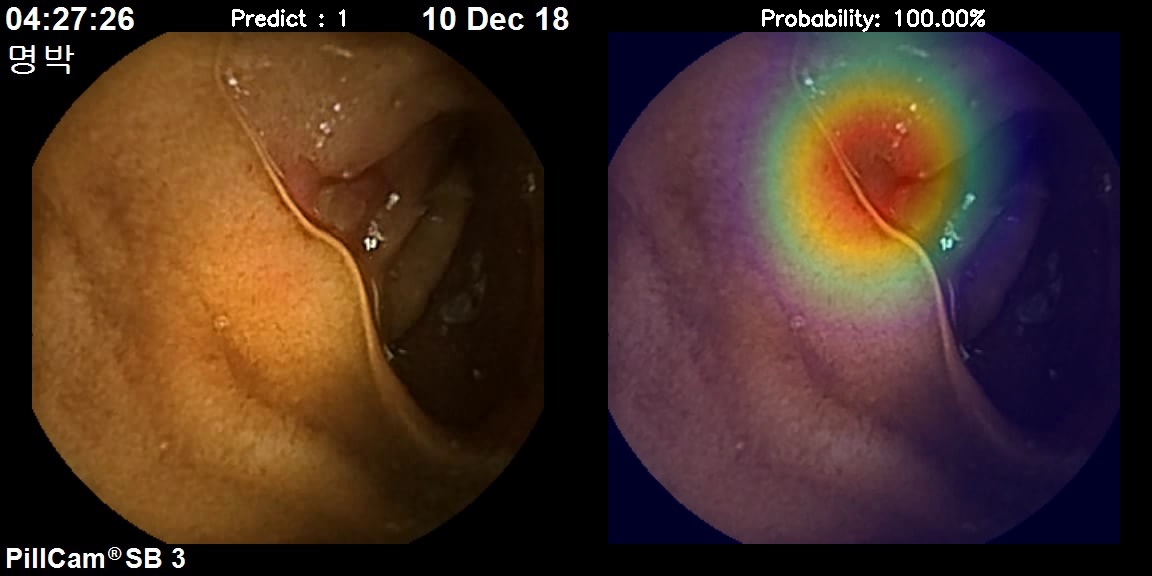 04:27:26 Predict : 1 10 Dec 18 Probability: 100.00%
명박
PillCam® SB 3